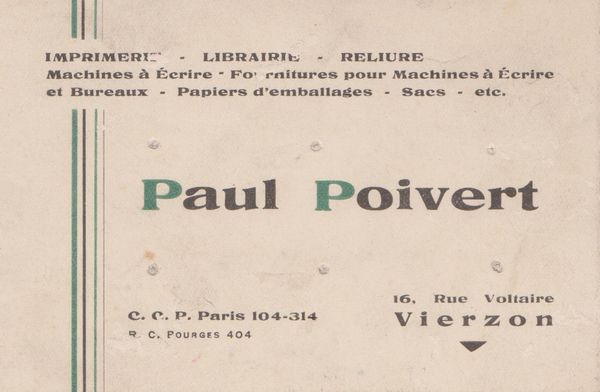 IMPRIMERIE - LIBRAIRIE - RELIURE
Machines à Écrire - Fournitures pour Machines à Écrire
et Bureaux - Papiers d'emballages - Sacs - etc.
Paul Poivert
C. C. P. Paris 104-314
R. C. POURGES 404
16, Rue Voltaire
Vierzon